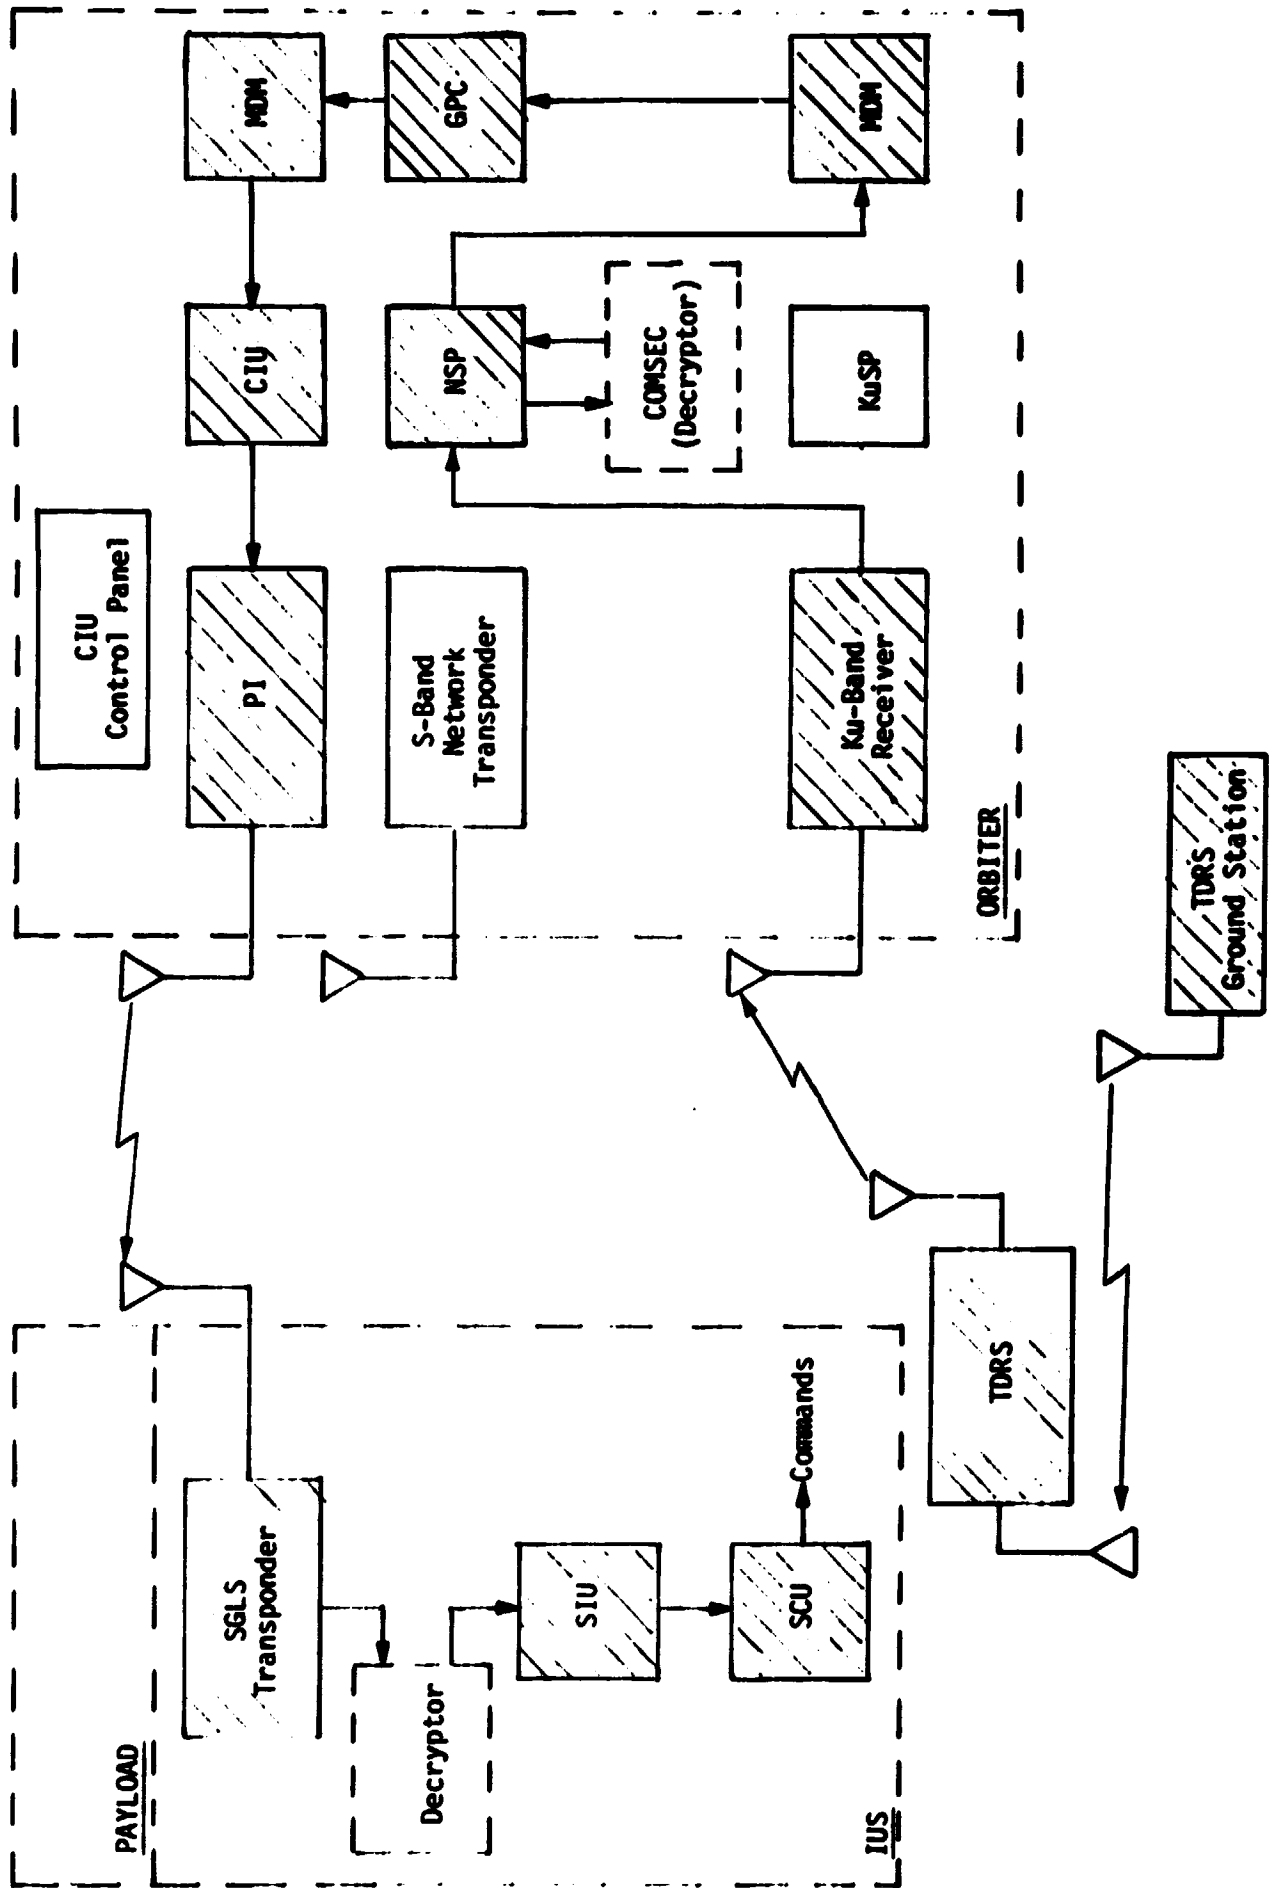 PAYLOAD
SGLS
Transponder
Decryptor
SIU
SCU
Commands
IUS
TDRS
TDRS
Ground Station
CIU
Control Panel
PI
CIU
MDM
S-Band
Network
Transponder
NSP
GPC
COMSEC
(Decryptor)
Ku-Band
Receiver
KuSP
MDM
ORBITER